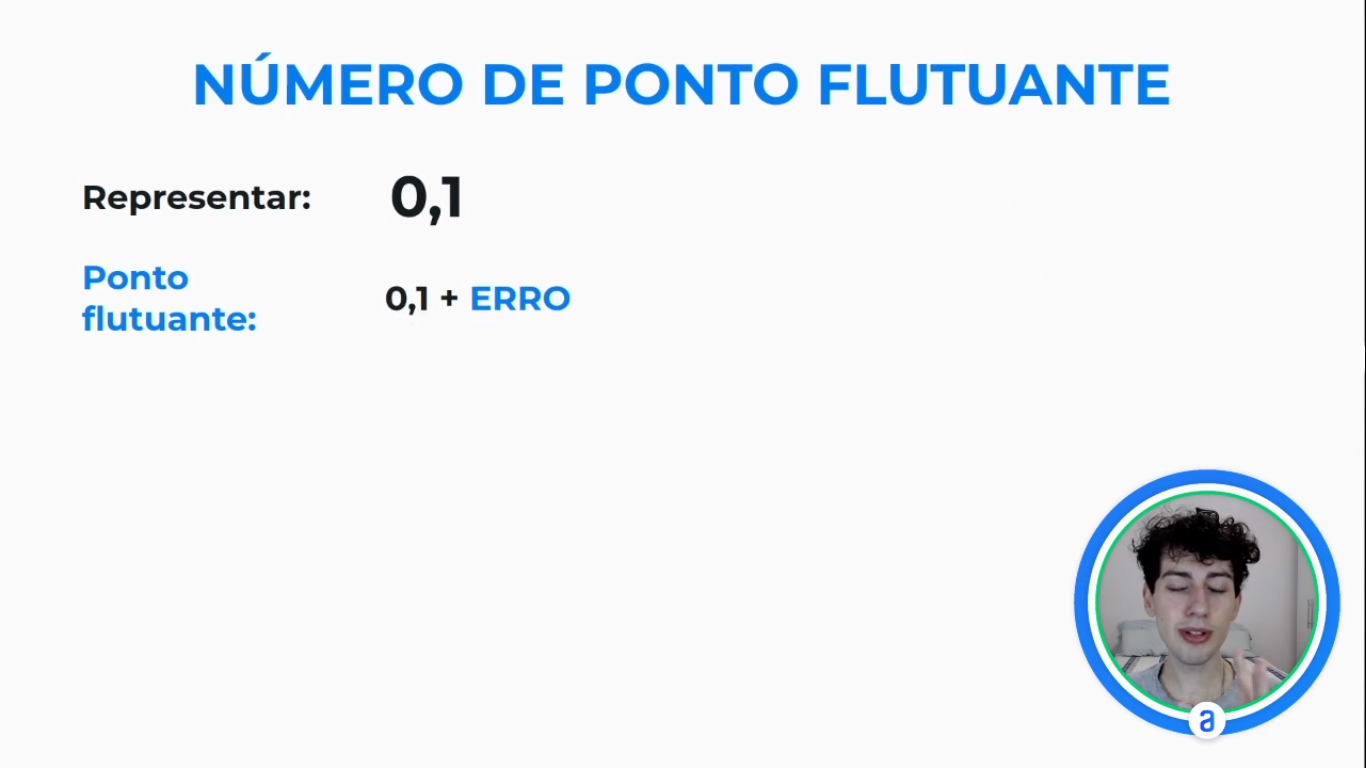 NÚMERO DE PONTO FLUTUANTE
Representar: 0,1
Ponto
flutuante: 0,1 + ERRO
a